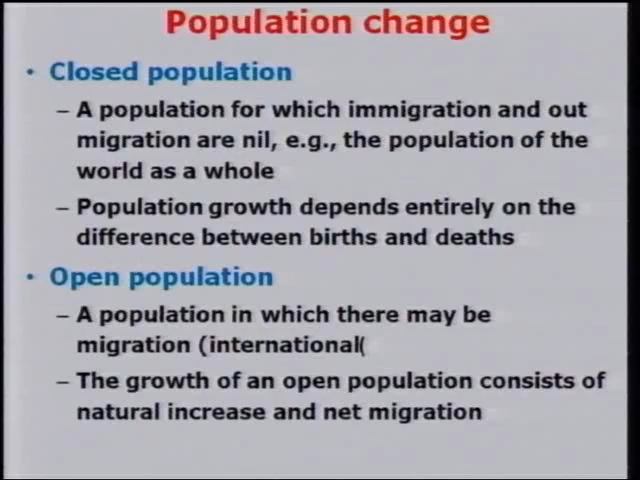 Population change
• Closed population
– A population for which immigration and out
migration are nil, e.g., the population of the
world as a whole
– Population growth depends entirely on the
difference between births and deaths
• Open population
– A population in which there may be
migration (international(
– The growth of an open population consists of
natural increase and net migration